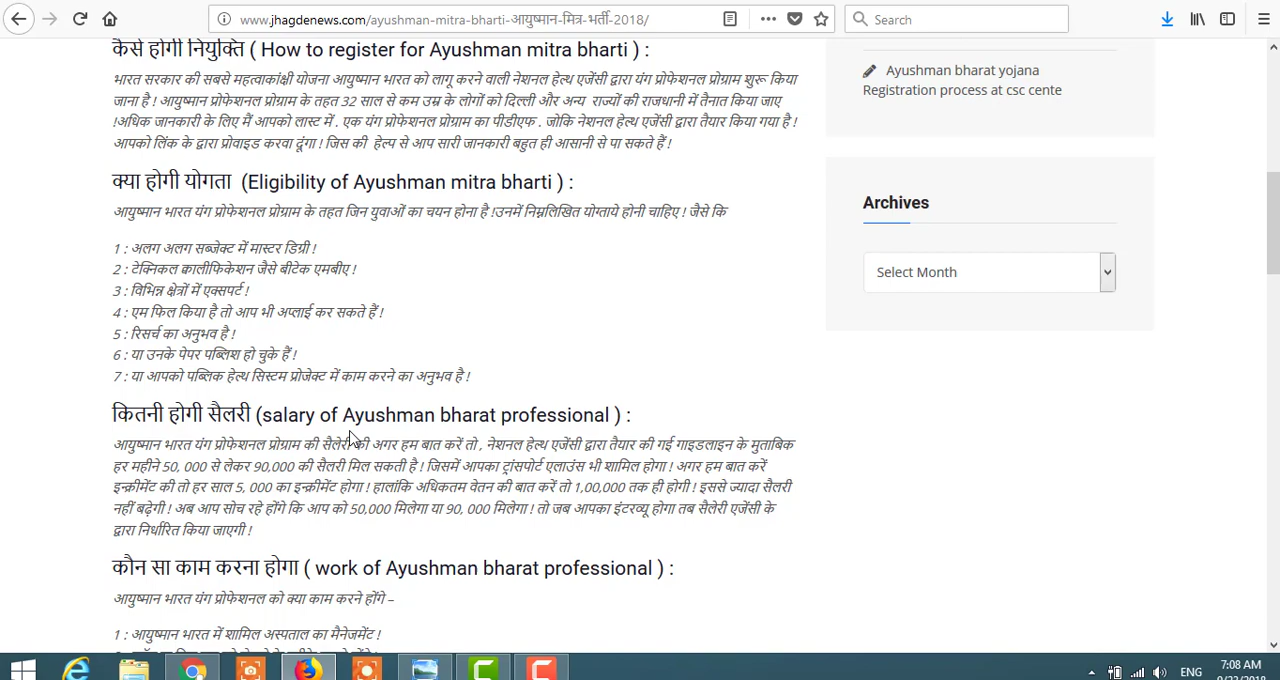 www.jhagdenews.com/ayushman-mitra-bharti-आयुष्मान-मित्र-भर्ती-2018/
Search
कैसे होगी नियुक्ति ( How to register for Ayushman mitra bharti ) :
भारत सरकार की सबसे महत्वाकांक्षी योजना आयुष्मान भारत को लागू करने वाली नेशनल हेल्थ एजेंसी द्वारा यंग प्रोफेशनल प्रोग्राम शुरू किया
जाना है ! आयुष्मान प्रोफेशनल प्रोग्राम के तहत 32 साल से कम उम्र के लोगों को दिल्ली और अन्य राज्यों की राजधानी में तैनात किया जाए
!अधिक जानकारी के लिए मैं आपको लास्ट में . एक यंग प्रोफेशनल प्रोग्राम का पीडीएफ . जोकि नेशनल हेल्थ एजेंसी द्वारा तैयार किया गया है !
आपको लिंक के द्वारा प्रोवाइड करवा दूंगा ! जिस की हेल्प से आप सारी जानकारी बहुत ही आसानी से पा सकते हैं !
क्या होगी योगता (Eligibility of Ayushman mitra bharti ) :
आयुष्मान भारत यंग प्रोफेशनल प्रोग्राम के तहत जिन युवाओं का चयन होना है !उनमें निम्नलिखित योग्ताये होनी चाहिए ! जैसे कि
1 : अलग अलग सब्जेक्ट में मास्टर डिग्री !
2 : टेक्निकल क्वालीफिकेशन जैसे बीटेक एमबीए !
3 : विभिन्न क्षेत्रों में एक्सपर्ट !
4 : एम फिल किया है तो आप भी अप्लाई कर सकते हैं !
5 : रिसर्च का अनुभव है !
6 : या उनके पेपर पब्लिश हो चुके हैं !
7 : या आपको पब्लिक हेल्थ सिस्टम प्रोजेक्ट में काम करने का अनुभव है !
कितनी होगी सैलरी (salary of Ayushman bharat professional ) :
आयुष्मान भारत यंग प्रोफेशनल प्रोग्राम की सैलेरी की अगर हम बात करें तो , नेशनल हेल्थ एजेंसी द्वारा तैयार की गई गाइडलाइन के मुताबिक
हर महीने 50, 000 से लेकर 90,000 की सैलरी मिल सकती है ! जिसमें आपका ट्रांसपोर्ट एलाउंस भी शामिल होगा ! अगर हम बात करें
इन्क्रीमेंट की तो हर साल 5, 000 का इन्क्रीमेंट होगा ! हालांकि अधिकतम वेतन की बात करें तो 1,00,000 तक ही होगी ! इससे ज्यादा सैलरी
नहीं बढ़ेगी ! अब आप सोच रहे होंगे कि आप को 50,000 मिलेगा या 90, 000 मिलेगा ! तो जब आपका इंटरव्यू होगा तब सैलेरी एजेंसी के
द्वारा निर्धारित किया जाएगी !
कौन सा काम करना होगा ( work of Ayushman bharat professional ) :
आयुष्मान भारत यंग प्रोफेशनल को क्या काम करने होंगे –
1 : आयुष्मान भारत में शामिल अस्पताल का मैनेजमेंट !
Ayushman bharat yojana
Registration process at csc cente
Archives
Select Month
ENG
7:08 AM